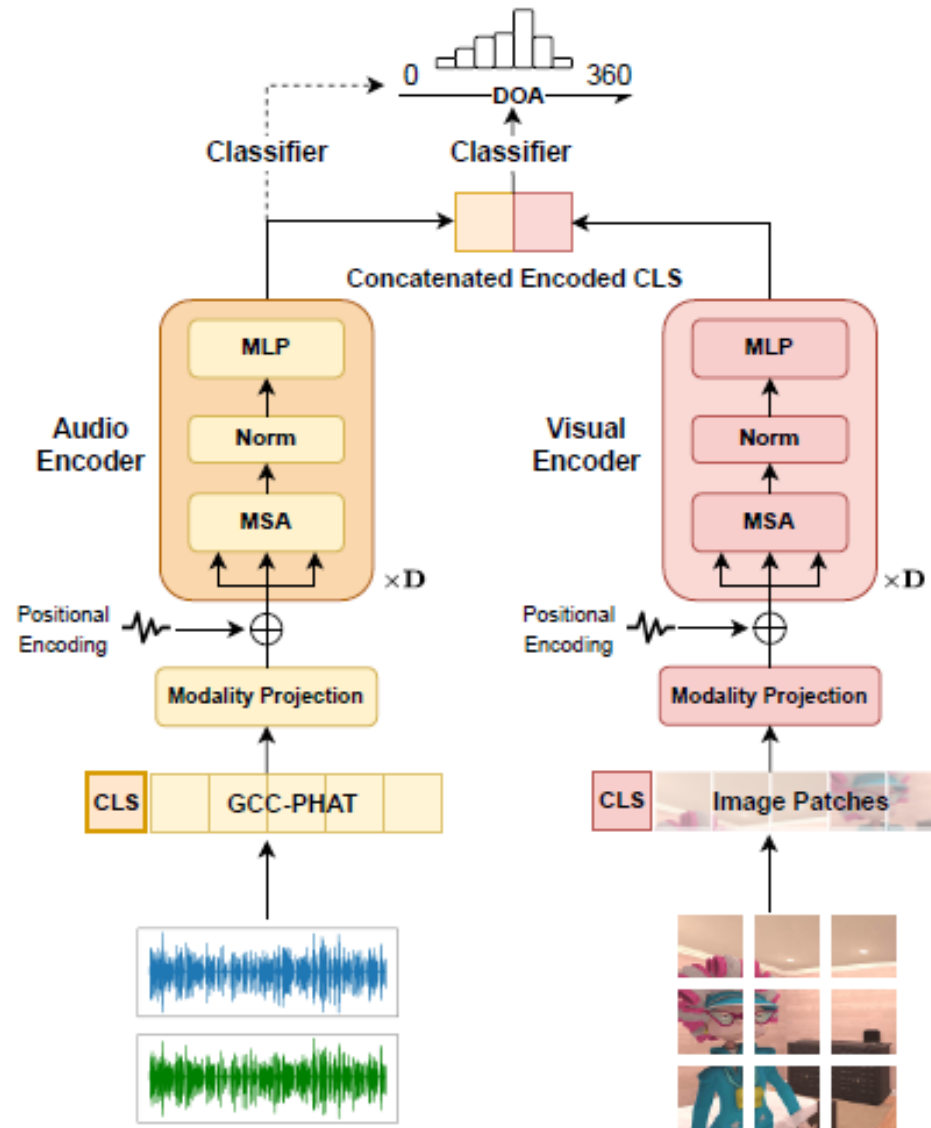 0
360
DOA
Classifier
Classifier
Concatenated Encoded CLS
MLP
MLP
Audio
Encoder
Norm
Visual
Encoder
Norm
MSA
MSA
×D
×D
Positional
Encoding
Positional
Encoding
Modality Projection
Modality Projection
CLS
GCC-PHAT
CLS
Image Patches